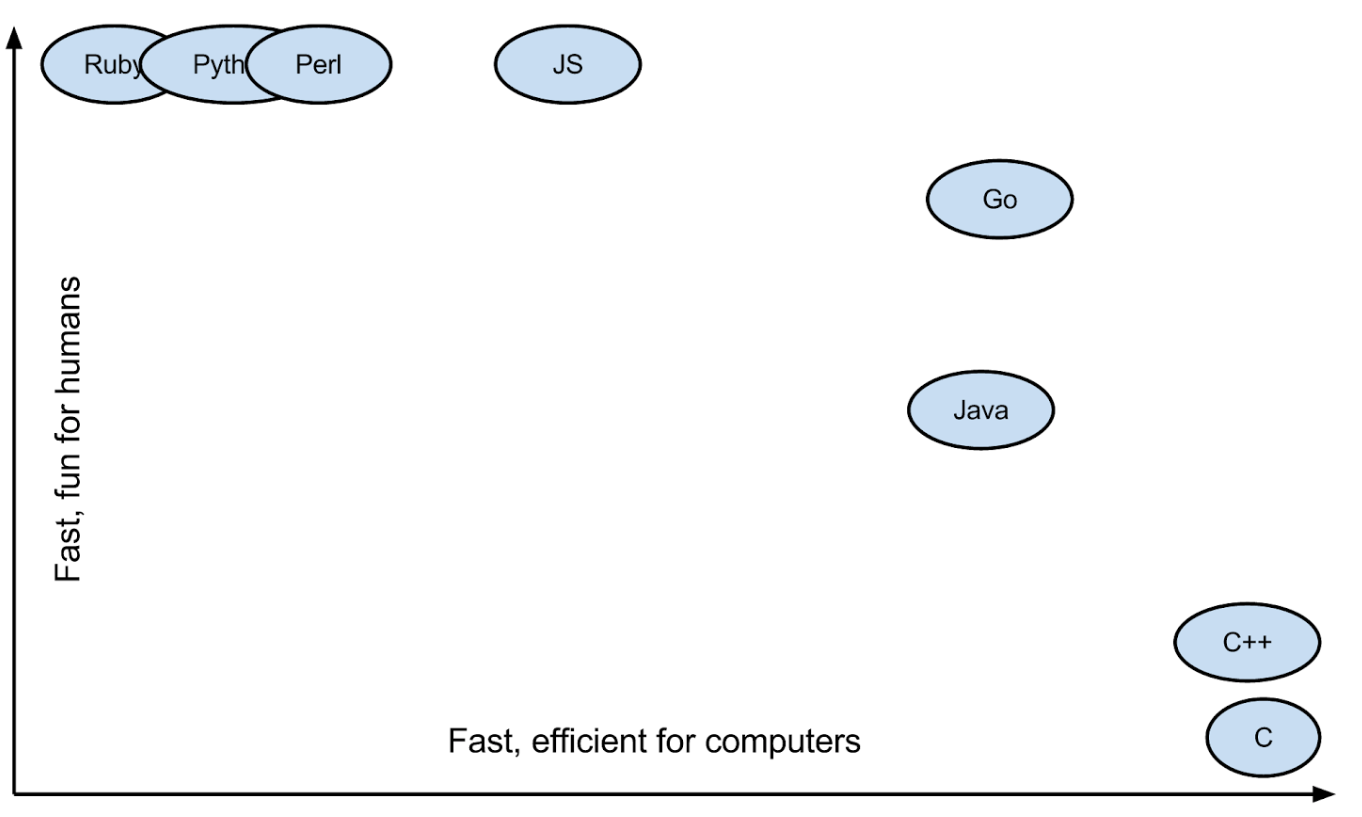 Ruby
Pyth
Perl
JS
Go
Fast, fun for humans
Java
C++
Fast, efficient for computers
C